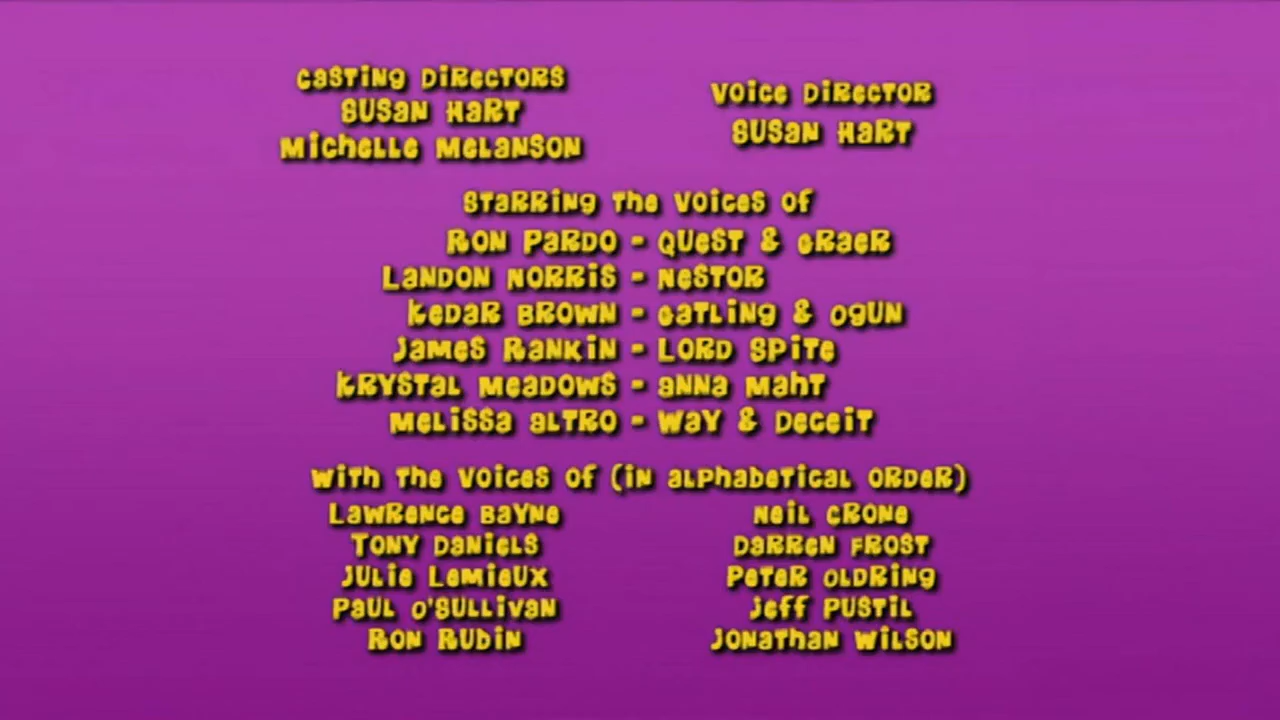 Casting Directors
Susan Hart
Michelle Melanson
Voice Director
Susan Hart
Starring the Voices of
Ron Pardo - Quest & Graer
Landon Norris - Nestor
Kedar Brown - Gatling & Ogun
James Rankin - Lord Spite
Krystal Meadows - Anna Maht
Melissa Altro - Way & Deceit
With the Voices of (in alphabetical order)
Lawrence Bayne
Tony Daniels
Julie Lemieux
Paul O'Sullivan
Ron Rubin
Neil Crone
Darren Frost
Peter Oldring
Jeff Pustil
Jonathan Wilson